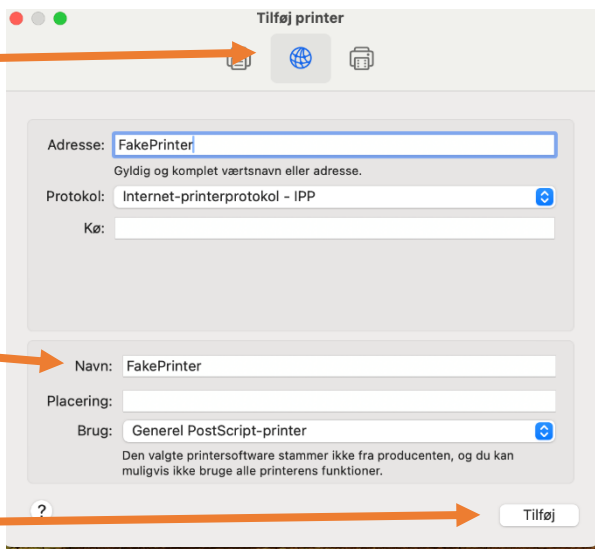 Tilføj printer
Adresse: FakePrinter
Gyldig og komplet værtsnavn eller adresse.
Protokol: Internet-printerprotokol - IPP
Kø:
Navn: FakePrinter
Placering:
Brug: Generel PostScript-printer
Den valgte printersoftware stammer ikke fra producenten, og du kan
muligvis ikke bruge alle printerens funktioner.
? Tilføj